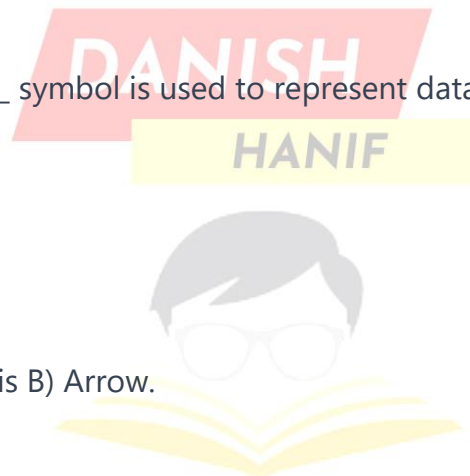 DANISH
_ symbol is used to represent data
HANIF
is B) Arrow.